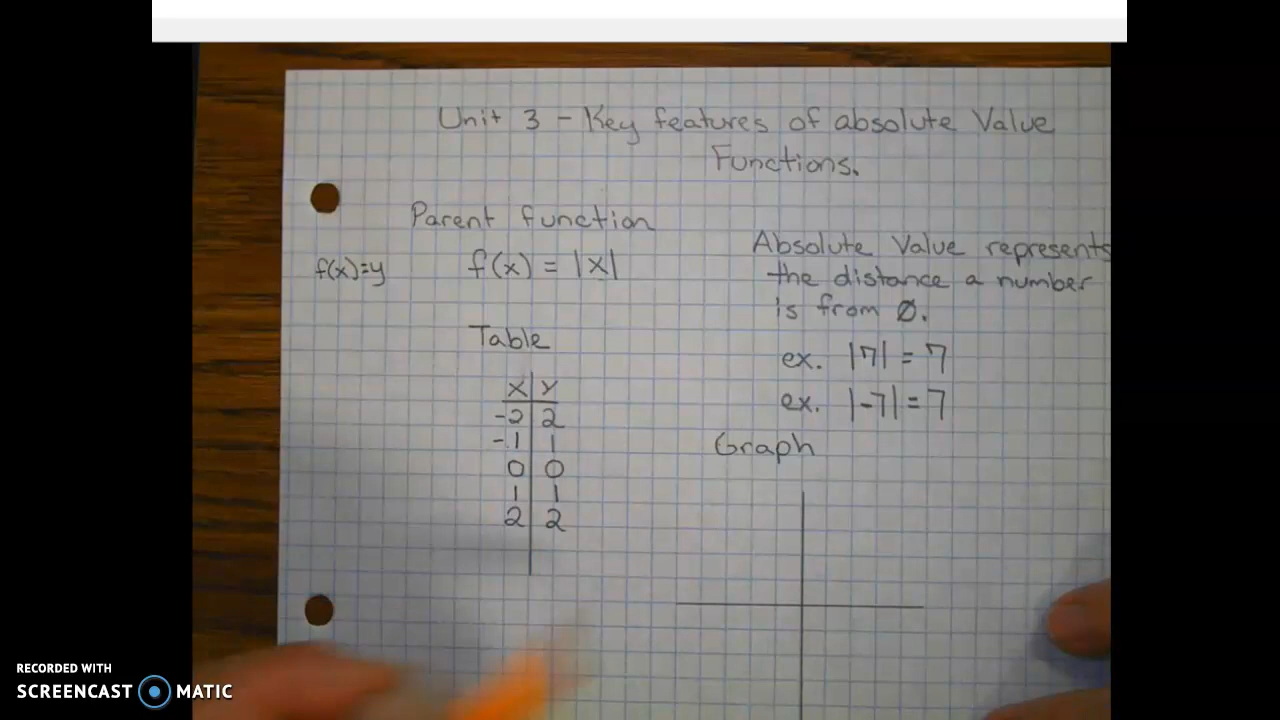 Unit 3 - Key features of absolute Value
Functions.
Parent function
f(x)=y
f(x) = |x|
Absolute Value represents
the distance a number
is from Ø.
ex. |7| = 7
ex. |-7| = 7
Table
X Y
-2 2
-1 1
0 0
1 1
2 2
Graph
RECORDED WITH
SCREENCAST MATIC